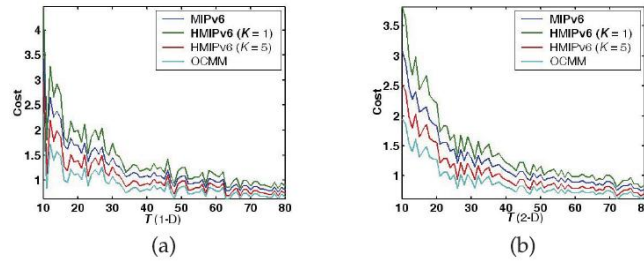 MIPv6
HMIPv6 (K = 1)
HMIPv6 (K = 5)
OCMM
Cost
4
3.5
3
2.5
2
1.5
1
10 20 30 40 50 60 70 80
T (1-D)
(a)
MIPv6
HMIPv6 (K = 1)
HMIPv6 (K = 5)
OCMM
Cost
3.5
3
2.5
2
1.5
1
10 20 30 40 50 60 70 80
T (2-D)
(b)